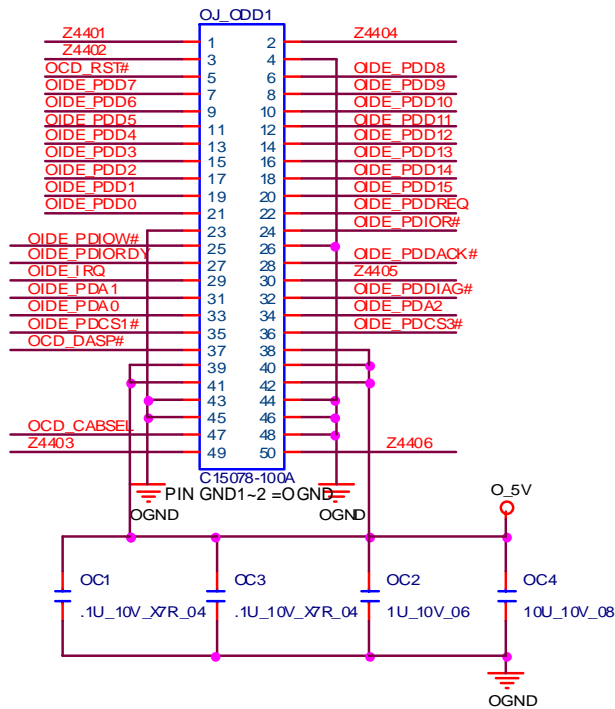 OJ_ODD1
Z4401 1 2 Z4404
Z4402 3 4
OCD_RST# 5 6 OIDE_PDD8
OIDE_PDD7 7 8 OIDE_PDD9
OIDE_PDD6 9 10 OIDE_PDD10
OIDE_PDD5 11 12 OIDE_PDD11
OIDE_PDD4 13 14 OIDE_PDD12
OIDE_PDD3 15 16 OIDE_PDD13
OIDE_PDD2 17 18 OIDE_PDD14
OIDE_PDD1 19 20 OIDE_PDD15
OIDE_PDD0 21 22 OIDE_PDDREQ
23 24 OIDE_PDIOR#
OIDE_PDIOW# 25 26
OIDE_PDIORDY 27 28 OIDE_PDDACK#
OIDE_IRQ 29 30 Z4405
OIDE_PDA1 31 32 OIDE_PDDIAG#
OIDE_PDA0 33 34 OIDE_PDA2
OIDE_PDCS1# 35 36 OIDE_PDCS3#
OCD_DASP# 37 38
39 40
41 42
43 44
45 46
OCD_CABSEL 47 48
Z4403 49 50 Z4406
C15078-100A
PIN GND1~2 =OGND
OGND OGND
O_5V
OC1 OC3 OC2 OC4
.1U_10V_X7R_04 .1U_10V_X7R_04 1U_10V_06 10U_10V_08
OGND